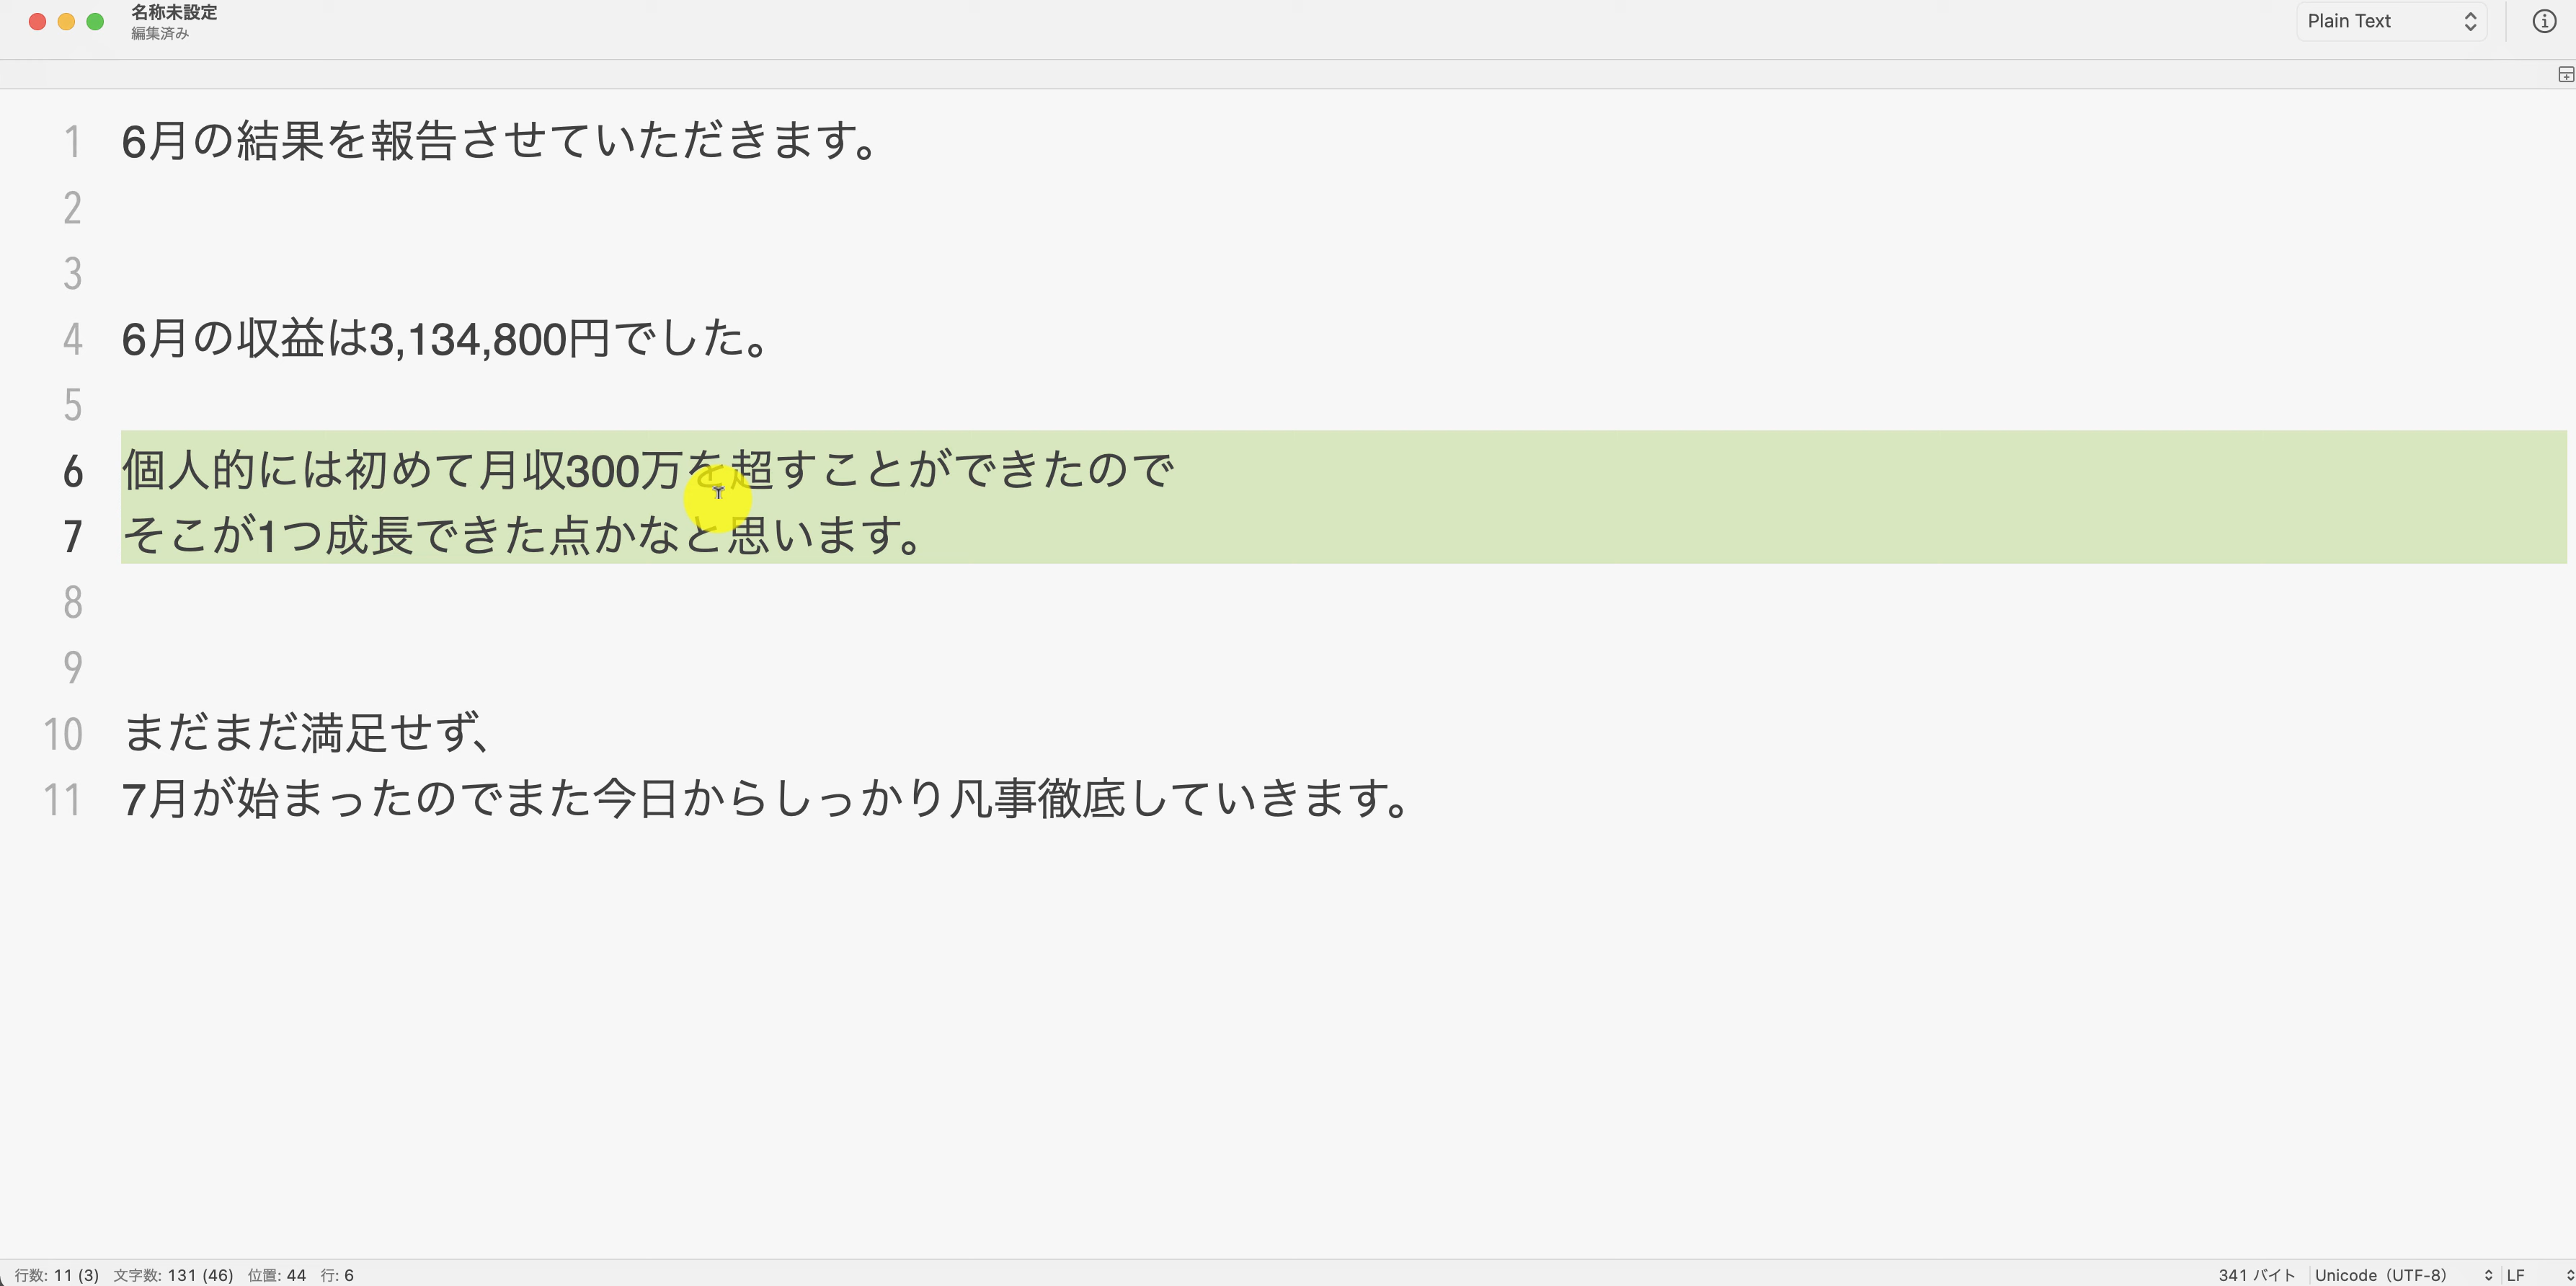 名称未設定
編集済み
Plain Text
1 6月の結果を報告させていただきます。
2
3
4 6月の収益は3,134,800円でした。
5
6 個人的には初めて月収300万を超すことができたので
7 そこが1つ成長できた点かなと思います。
8
9
10 まだまだ満足せず、
11 7月が始まったのでまた今日からしっかり凡事徹底していきます。
行数: 11 (3) 文字数: 131 (46) 位置: 44 行: 6 341 バイト Unicode（UTF-8） LF